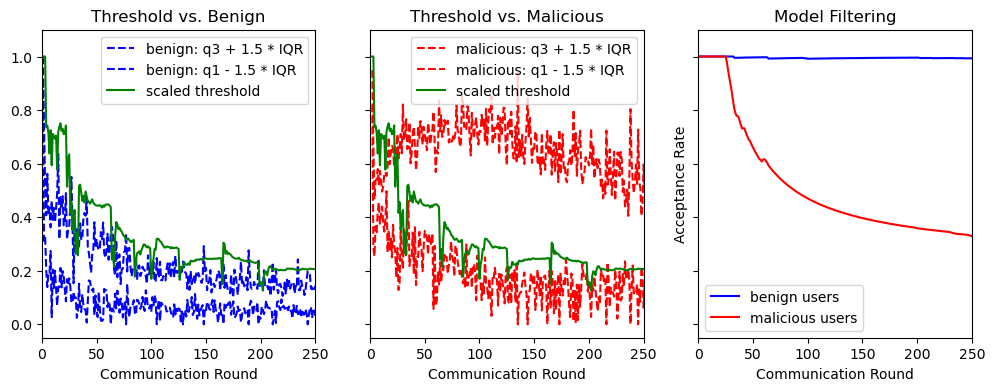 Threshold vs. Benign
benign: q3 + 1.5 * IQR
benign: q1 - 1.5 * IQR
scaled threshold
1.0
0.8
0.6
0.4
0.2
0.0
0 50 100 150 200 250
Communication Round
Threshold vs. Malicious
malicious: q3 + 1.5 * IQR
malicious: q1 - 1.5 * IQR
scaled threshold
0 50 100 150 200 250
Communication Round
Model Filtering
Acceptance Rate
benign users
malicious users
0 50 100 150 200 250
Communication Round